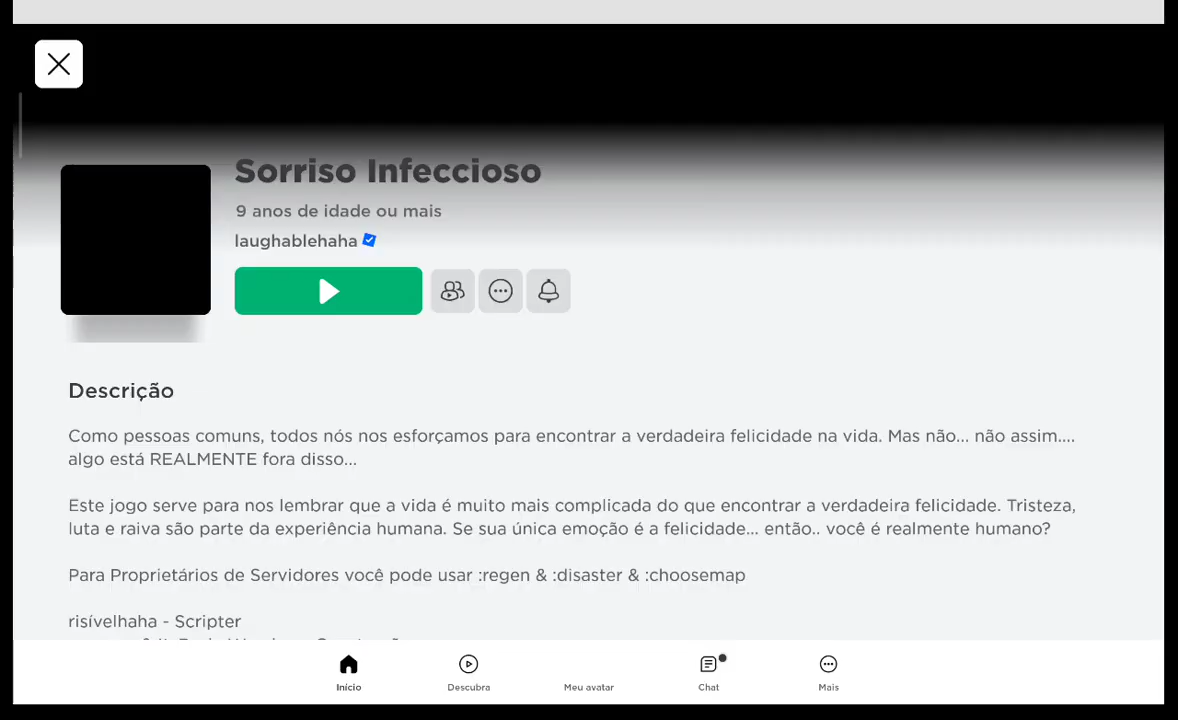 Sorriso Infeccioso
9 anos de idade ou mais
laughablehaha
Descrição
Como pessoas comuns, todos nós nos esforçamos para encontrar a verdadeira felicidade na vida. Mas não... não assim....
algo está REALMENTE fora disso...
Este jogo serve para nos lembrar que a vida é muito mais complicada do que encontrar a verdadeira felicidade. Tristeza,
luta e raiva são parte da experiência humana. Se sua única emoção é a felicidade... então.. você é realmente humano?
Para Proprietários de Servidores você pode usar :regen & :disaster & :choosemap
risívelhaha - Scripter
Início
Descubra
Meu avatar
Chat
Mais